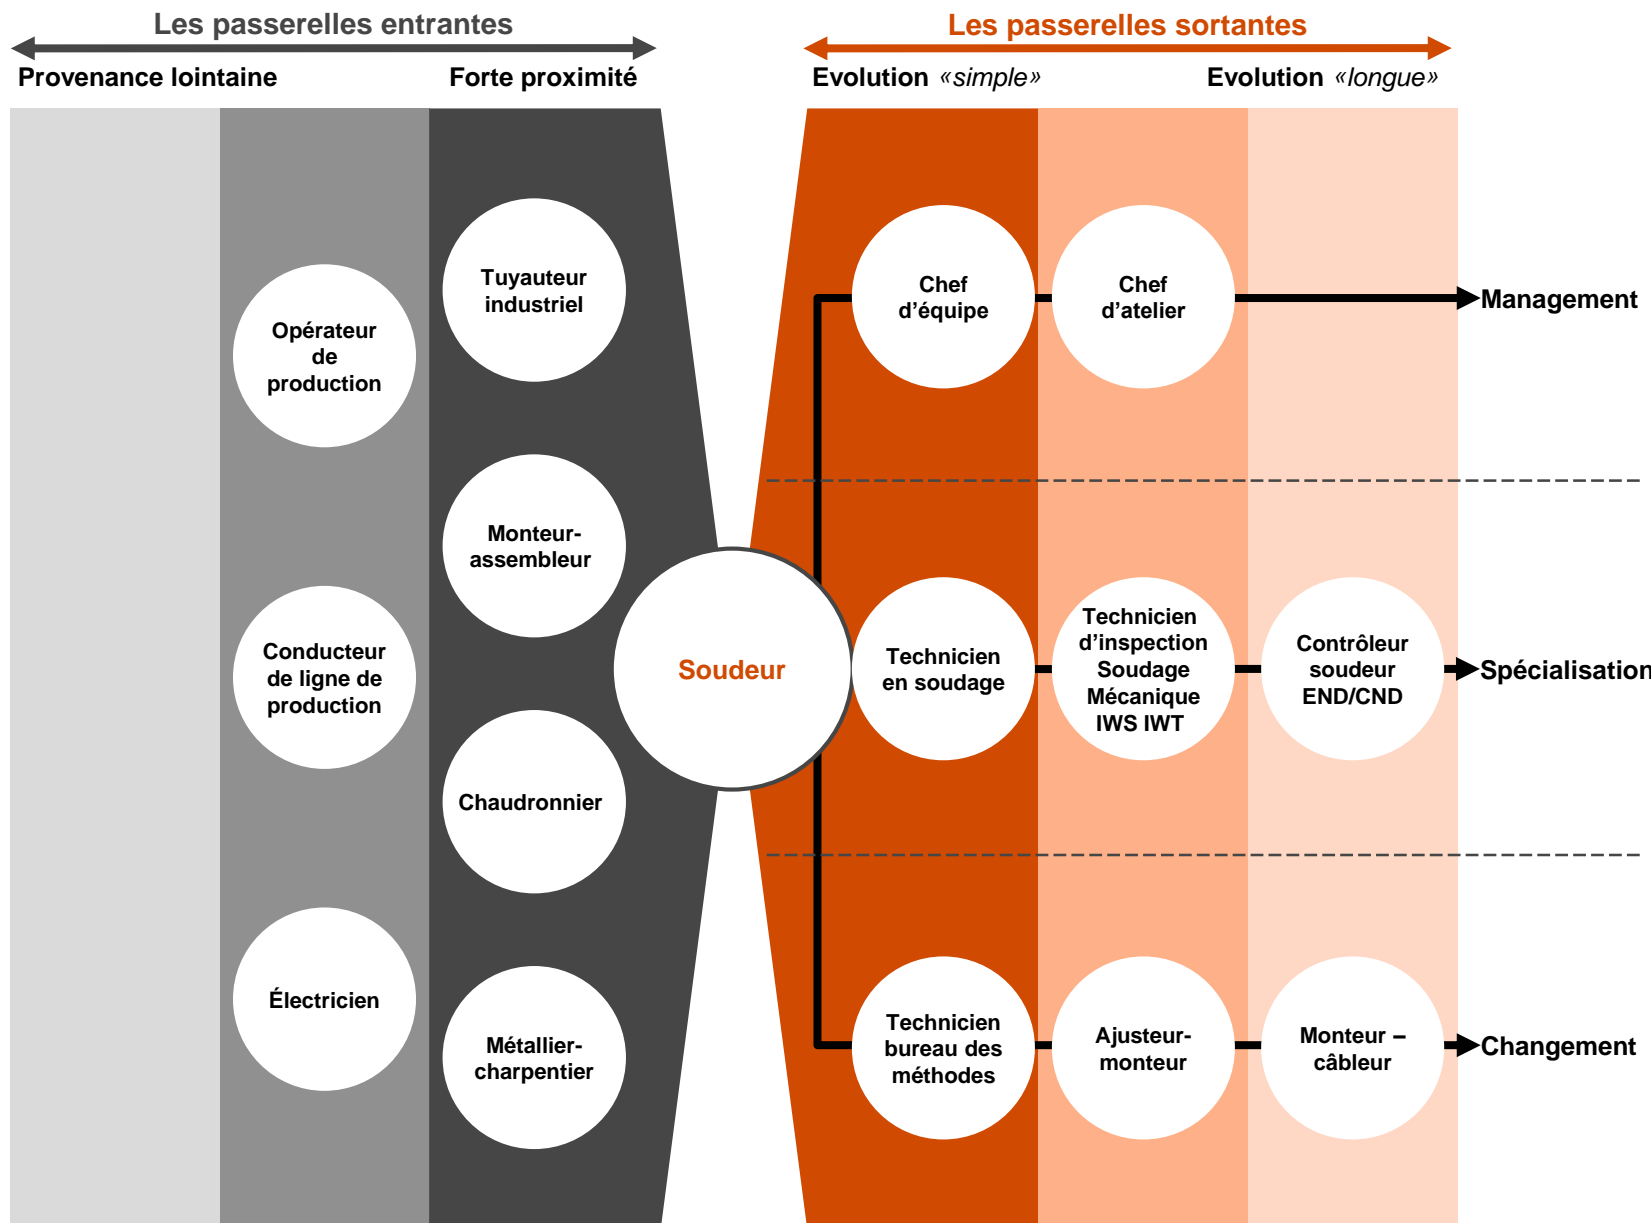 Les passerelles entrantes
Provenance lointaine
Forte proximité
Opérateur
de
production
Conducteur
de ligne de
production
Électricien
Tuyauteur
industriel
Monteur-
assembleur
Chaudronnier
Métallier-
charpentier
Soudeur
Les passerelles sortantes
Evolution «simple»
Evolution «longue»
Chef
d’équipe
Chef
d’atelier
Management
Technicien
en soudage
Technicien
d’inspection
Soudage
Mécanique
IWS IWT
Contrôleur
soudeur
END/CND
Spécialisation
Technicien
bureau des
méthodes
Ajusteur-
monteur
Monteur –
câbleur
Changement